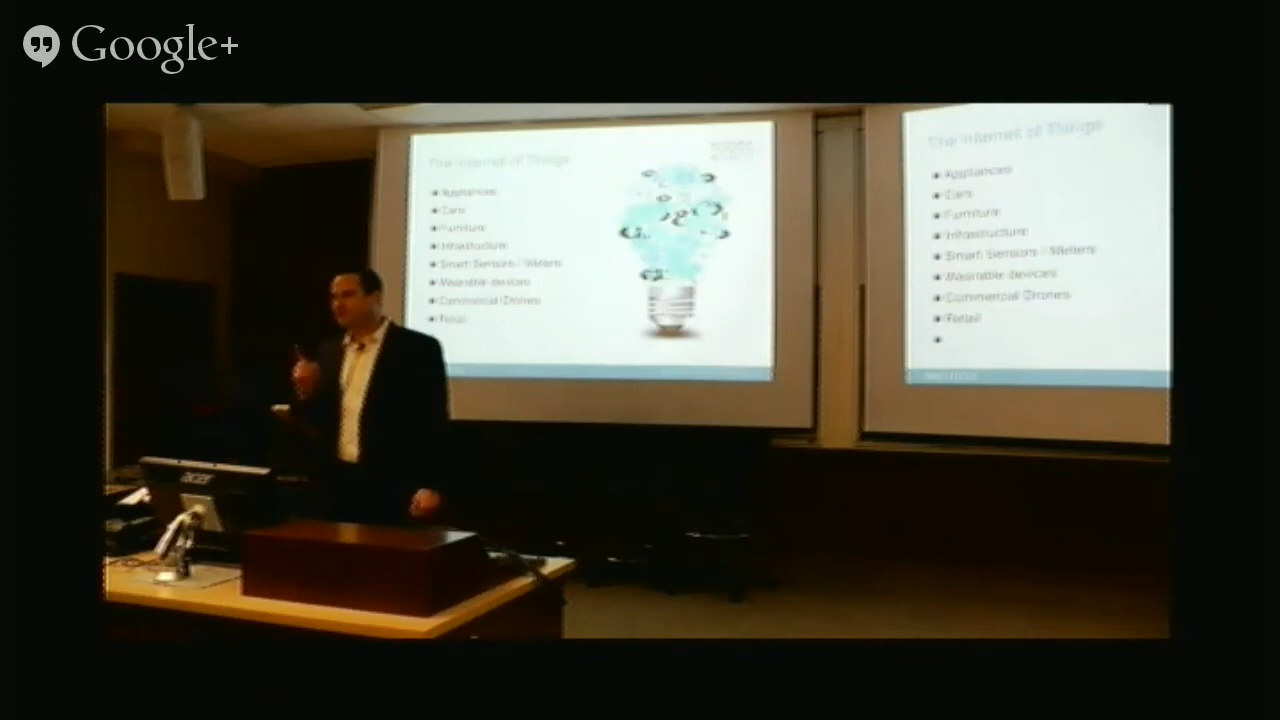 Google+
The Internet of Things
Appliances
Cars
Furniture
Infrastructure
Smart Sensors / Meters
Wearable devices
Commercial Drones
Retail
The Internet of Things
Appliances
Cars
Furniture
Infrastructure
Smart Sensors / Meters
Wearable devices
Commercial Drones
Retail
acer